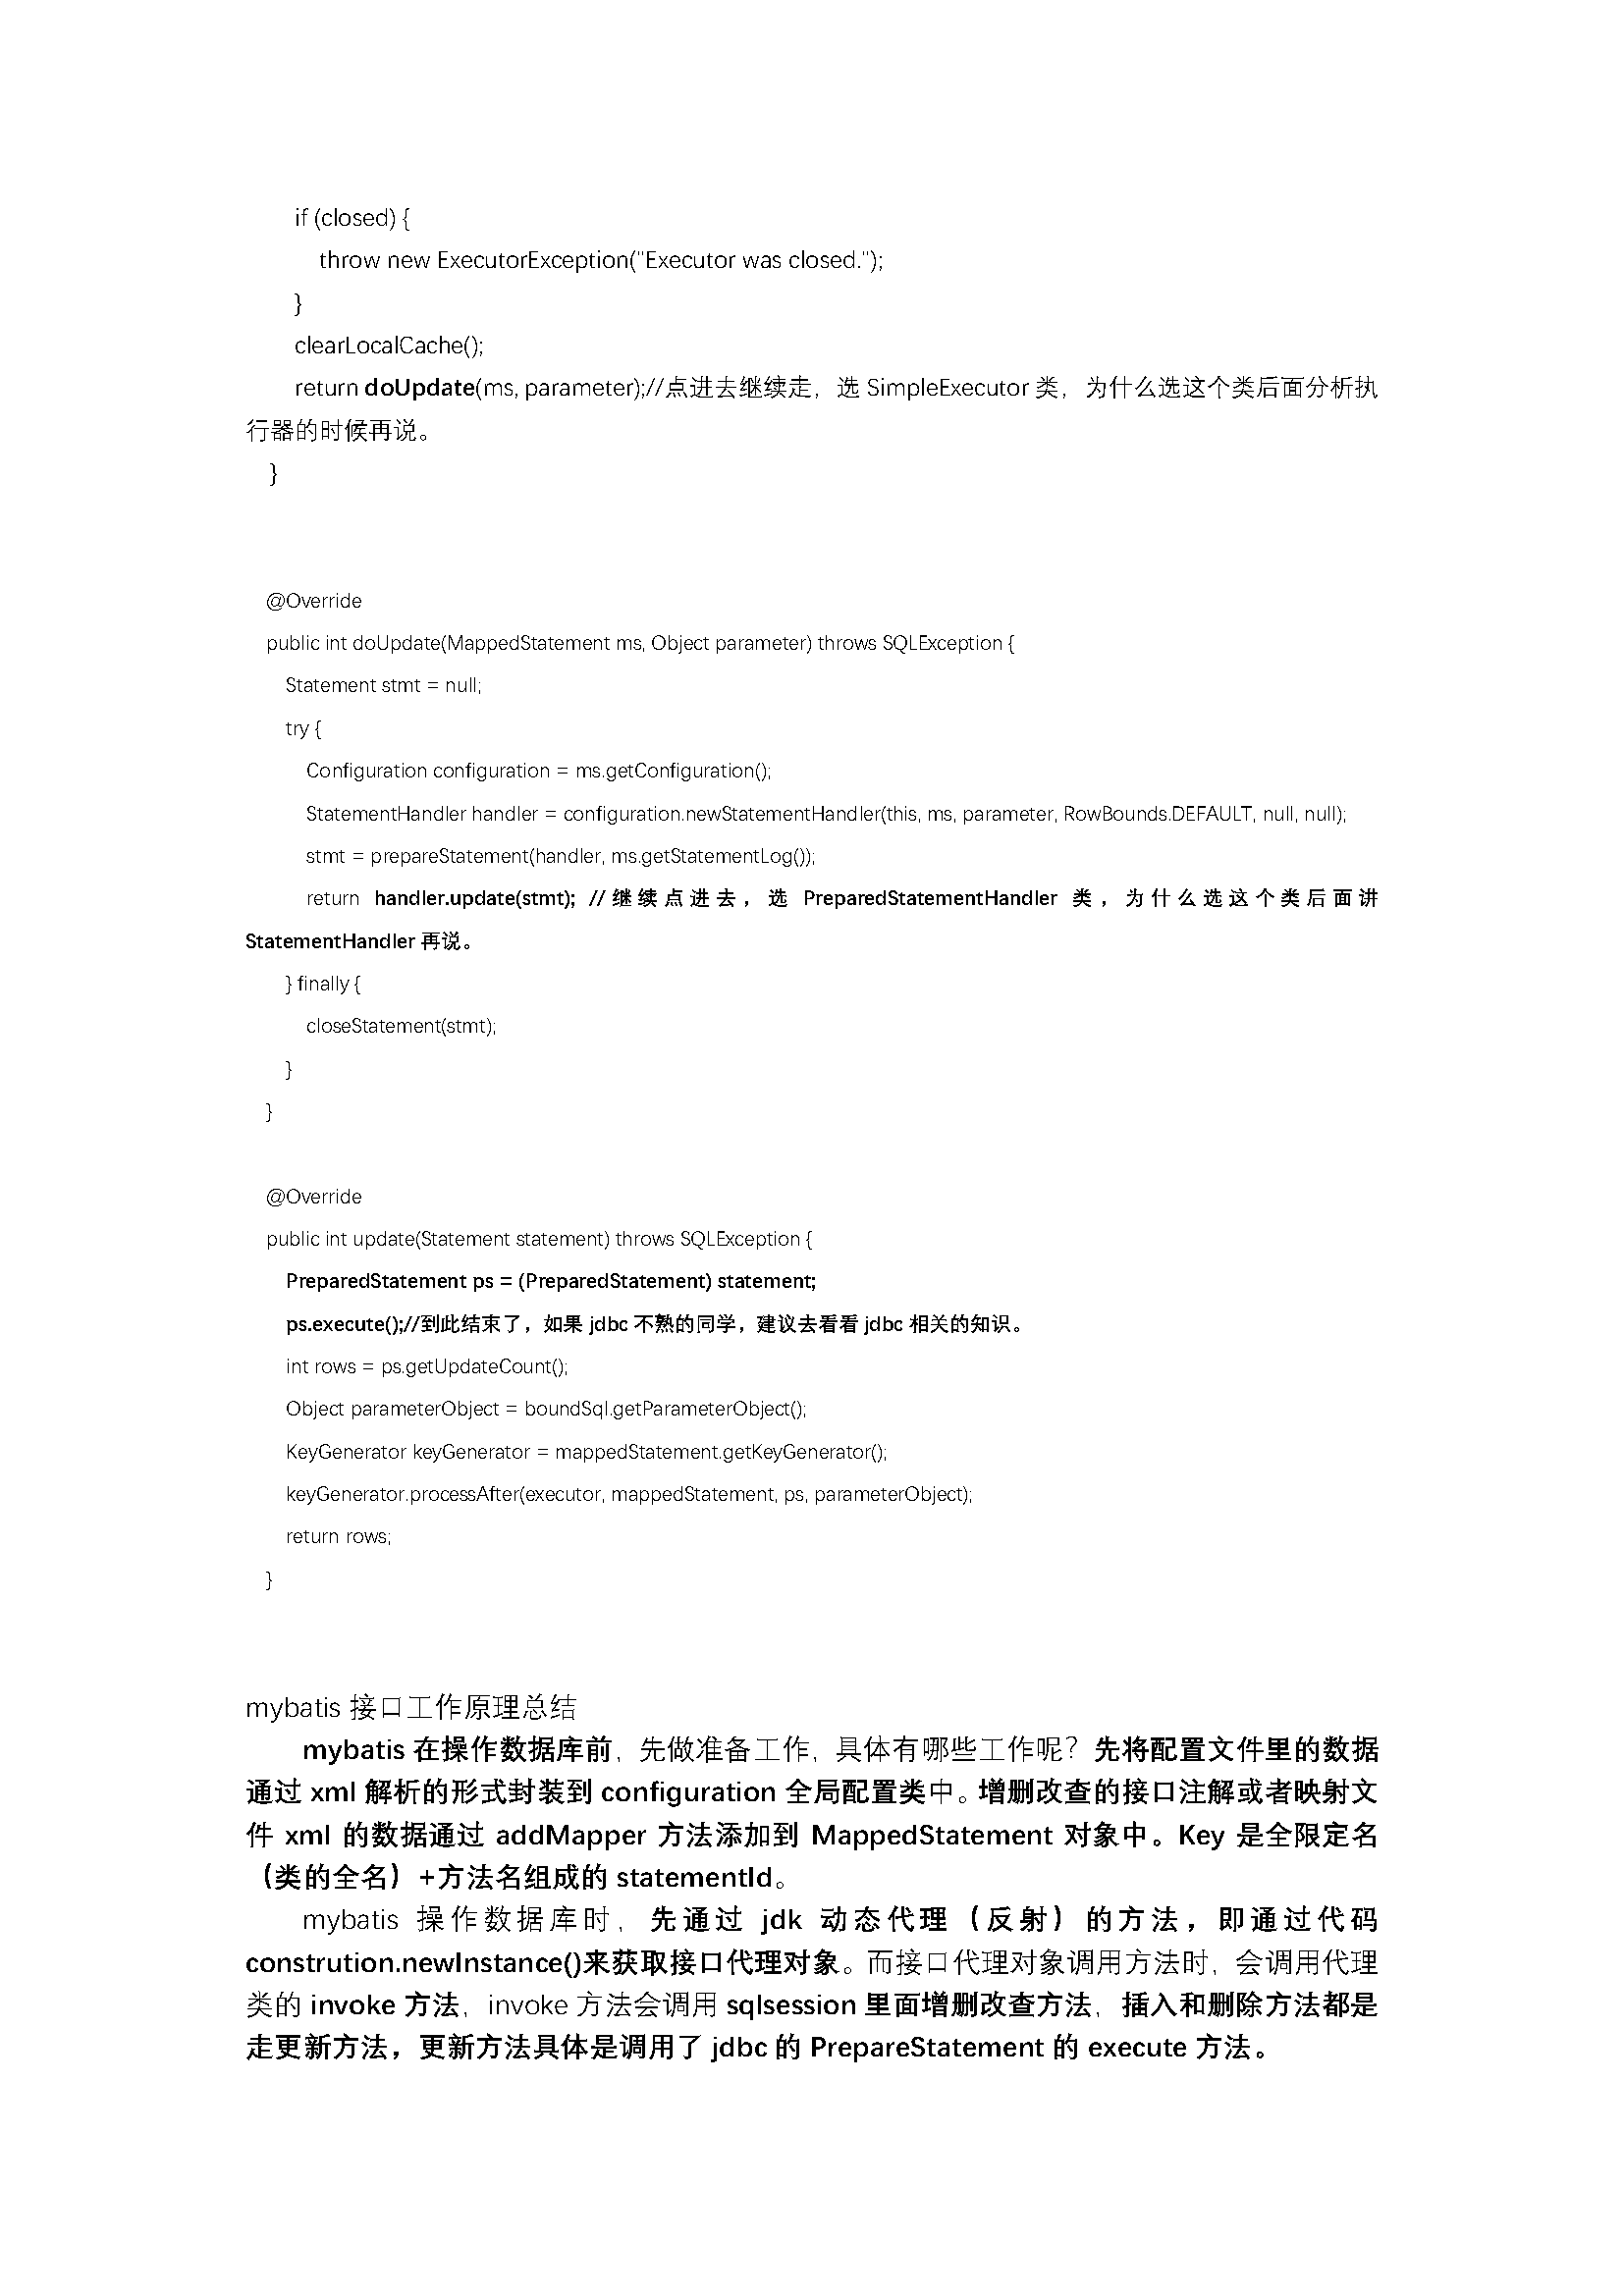 if (closed) {
throw new ExecutorException("Executor was closed.");
}
clearLocalCache();
return doUpdate(ms, parameter);//点进去继续走，选 SimpleExecutor 类，为什么选这个类后面分析执
行器的时候再说。
}
@Override
public int doUpdate(MappedStatement ms, Object parameter) throws SQLException {
Statement stmt = null;
try {
Configuration configuration = ms.getConfiguration();
StatementHandler handler = configuration.newStatementHandler(this, ms, parameter, RowBounds.DEFAULT, null, null);
stmt = prepareStatement(handler, ms.getStatementLog());
return handler.update(stmt); //继续点进去，选 PreparedStatementHandler 类，为什么选这个类后面讲
StatementHandler 再说。
} finally {
closeStatement(stmt);
}
}
@Override
public int update(Statement statement) throws SQLException {
PreparedStatement ps = (PreparedStatement) statement;
ps.execute();//到此结束了，如果 jdbc 不熟的同学，建议去看看 jdbc 相关的知识。
int rows = ps.getUpdateCount();
Object parameterObject = boundSql.getParameterObject();
KeyGenerator keyGenerator = mappedStatement.getKeyGenerator();
keyGenerator.processAfter(executor, mappedStatement, ps, parameterObject);
return rows;
}
mybatis 接口工作原理总结
mybatis 在操作数据库前，先做准备工作，具体有哪些工作呢？先将配置文件里的数据
通过 xml 解析的形式封装到 configuration 全局配置类中。增删改查的接口注解或者映射文
件 xml 的数据通过 addMapper 方法添加到 MappedStatement 对象中。Key 是全限定名
（类的全名）+方法名组成的 statementId。
mybatis 操作数据库时，先通过 jdk 动态代理（反射）的方法，即通过代码
constrution.newInstance()来获取接口代理对象。而接口代理对象调用方法时，会调用代理
类的 invoke 方法，invoke 方法会调用 sqlsession 里面增删改查方法，插入和删除方法都是
走更新方法，更新方法具体是调用了 jdbc 的 PrepareStatement 的 execute 方法。